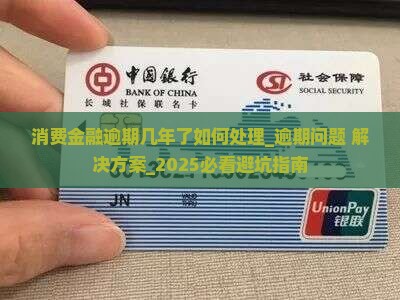 中国银行
BANK OF CHINA
社会保障
SOCIAL SECURITY
长城社保联名卡
消费金融逾期几年了如何处理_逾期问题 解
决方案_2025必看避坑指南
JN
VALID
UnionPay
银联